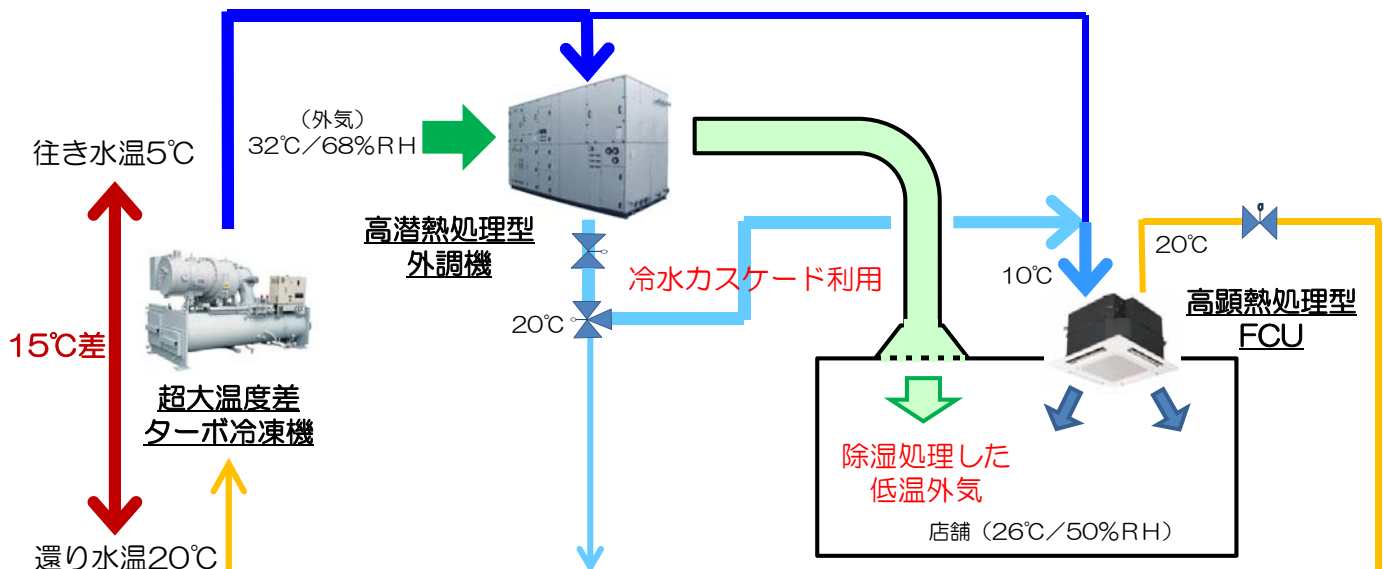 (外気)
32℃/68%RH
往き水温5℃
高潜熱処理型
外調機
冷水カスケード利用
20℃
10℃
20℃
高顕熱処理型
FCU
15℃差
超大温度差
ターボ冷凍機
20℃
除湿処理した
低温外気
店舗(26℃/50%RH)
還り水温20℃